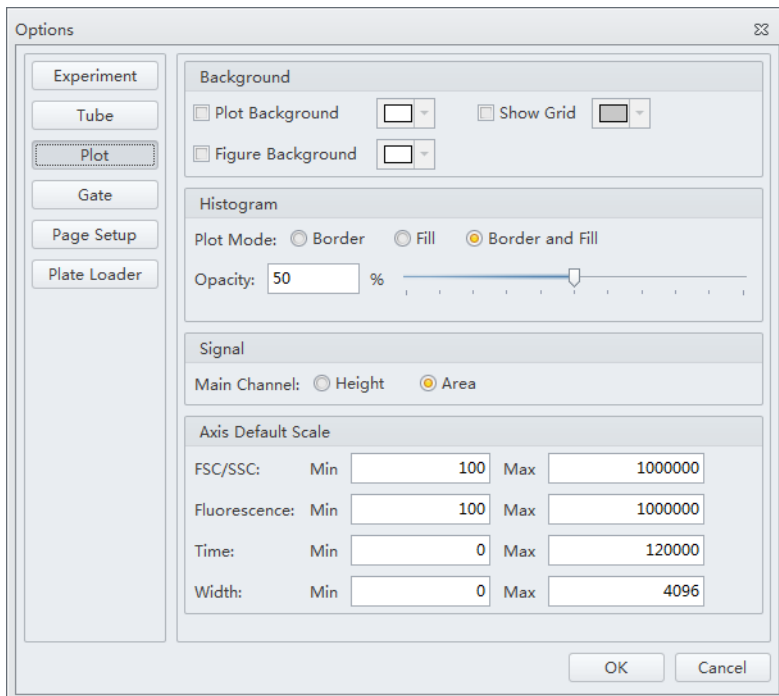 Options
Experiment
Tube
Plot
Gate
Page Setup
Plate Loader
Background
Plot Background
Show Grid
Figure Background
Histogram
Plot Mode: Border Fill Border and Fill
Opacity: 50 %
Signal
Main Channel: Height Area
Axis Default Scale
FSC/SSC: Min 100 Max 1000000
Fluorescence: Min 100 Max 1000000
Time: Min 0 Max 120000
Width: Min 0 Max 4096
OK Cancel